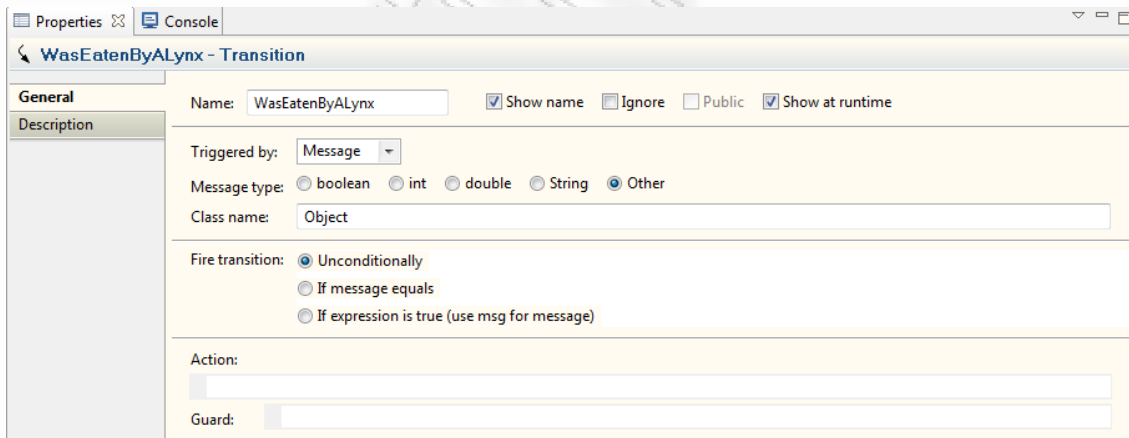 Properties Console
WasEatenByALynx - Transition
General
Description
Name: WasEatenByALynx Show name Ignore Public Show at runtime
Triggered by: Message
Message type: boolean int double String Other
Class name: Object
Fire transition: Unconditionally
If message equals
If expression is true (use msg for message)
Action:
Guard: